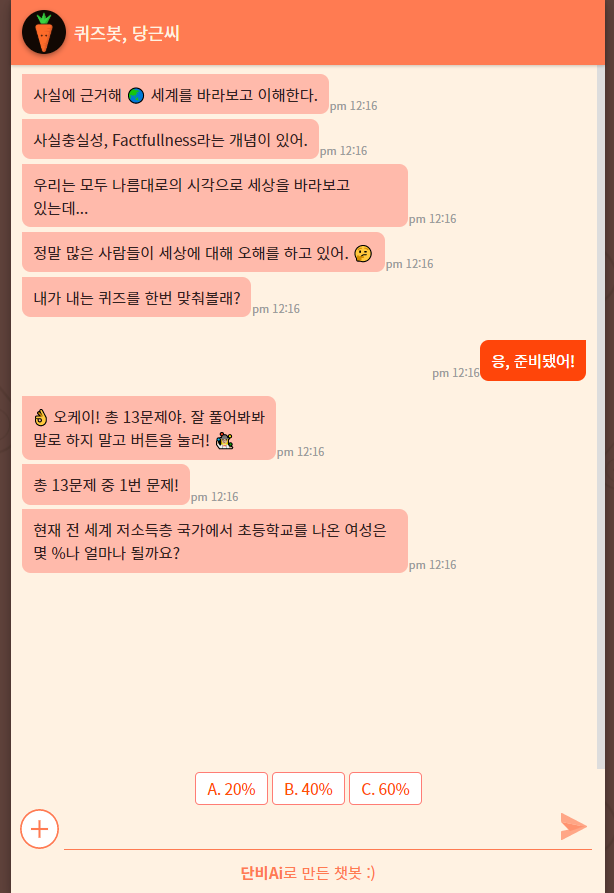 퀴즈봇, 당근씨
사실에 근거해 🌏 세계를 바라보고 이해한다.
pm 12:16
사실충실성, Factfullness라는 개념이 있어.
pm 12:16
우리는 모두 나름대로의 시각으로 세상을 바라보고
있는데...
pm 12:16
정말 많은 사람들이 세상에 대해 오해를 하고 있어. 🤔
pm 12:16
내가 내는 퀴즈를 한번 맞춰볼래?
pm 12:16
응, 준비됐어!
pm 12:16
👌 오케이! 총 13문제야. 잘 풀어봐봐
말로 하지 말고 버튼을 눌러!
pm 12:16
총 13문제 중 1번 문제!
pm 12:16
현재 전 세계 저소득층 국가에서 초등학교를 나온 여성은
몇 %나 얼마나 될까요?
pm 12:16
A. 20% B. 40% C. 60%
단비Ai로 만든 챗봇 :)